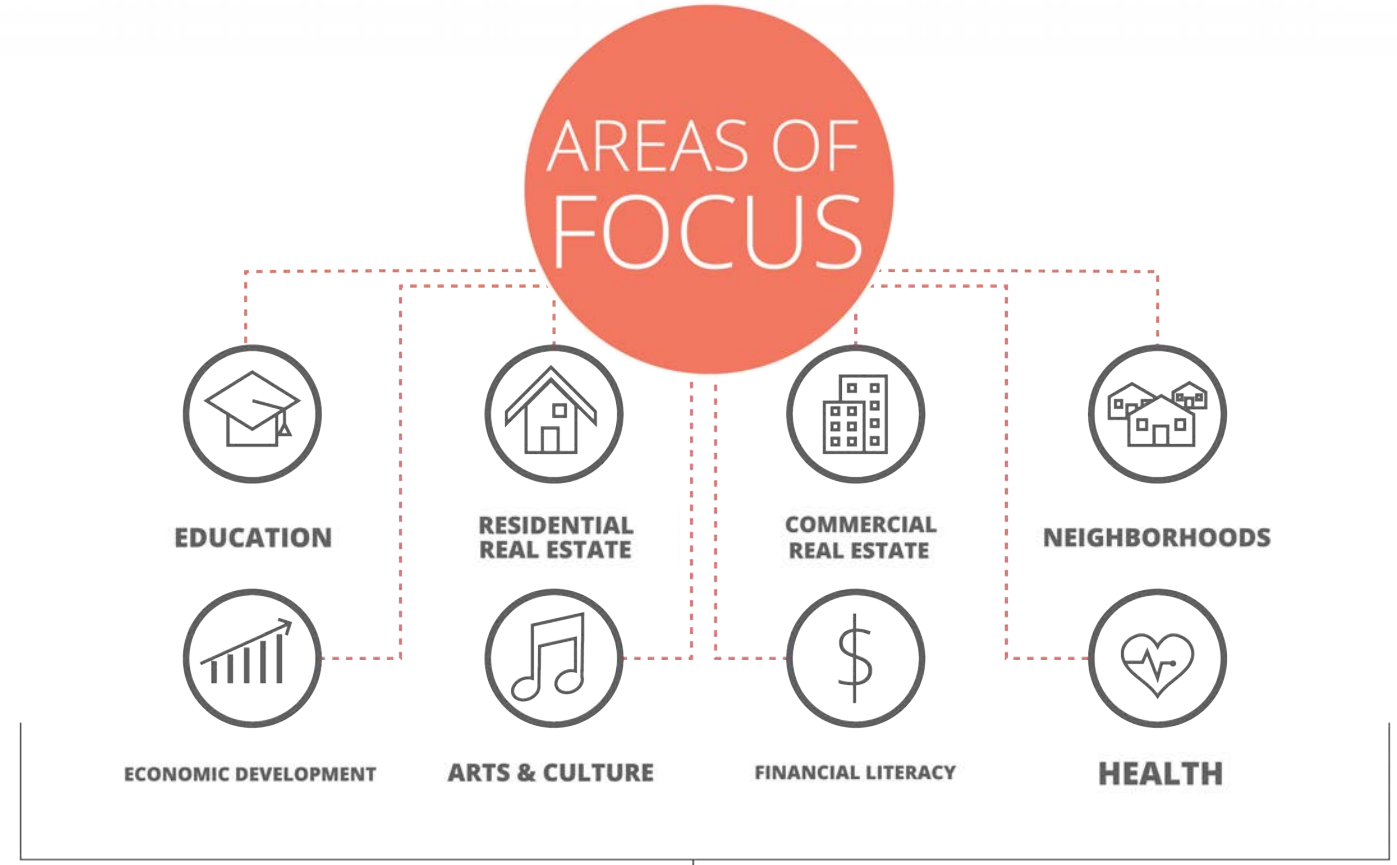 AREAS OF
FOCUS
EDUCATION
RESIDENTIAL
REAL ESTATE
COMMERCIAL
REAL ESTATE
NEIGHBORHOODS
$
ECONOMIC DEVELOPMENT
ARTS & CULTURE
FINANCIAL LITERACY
HEALTH